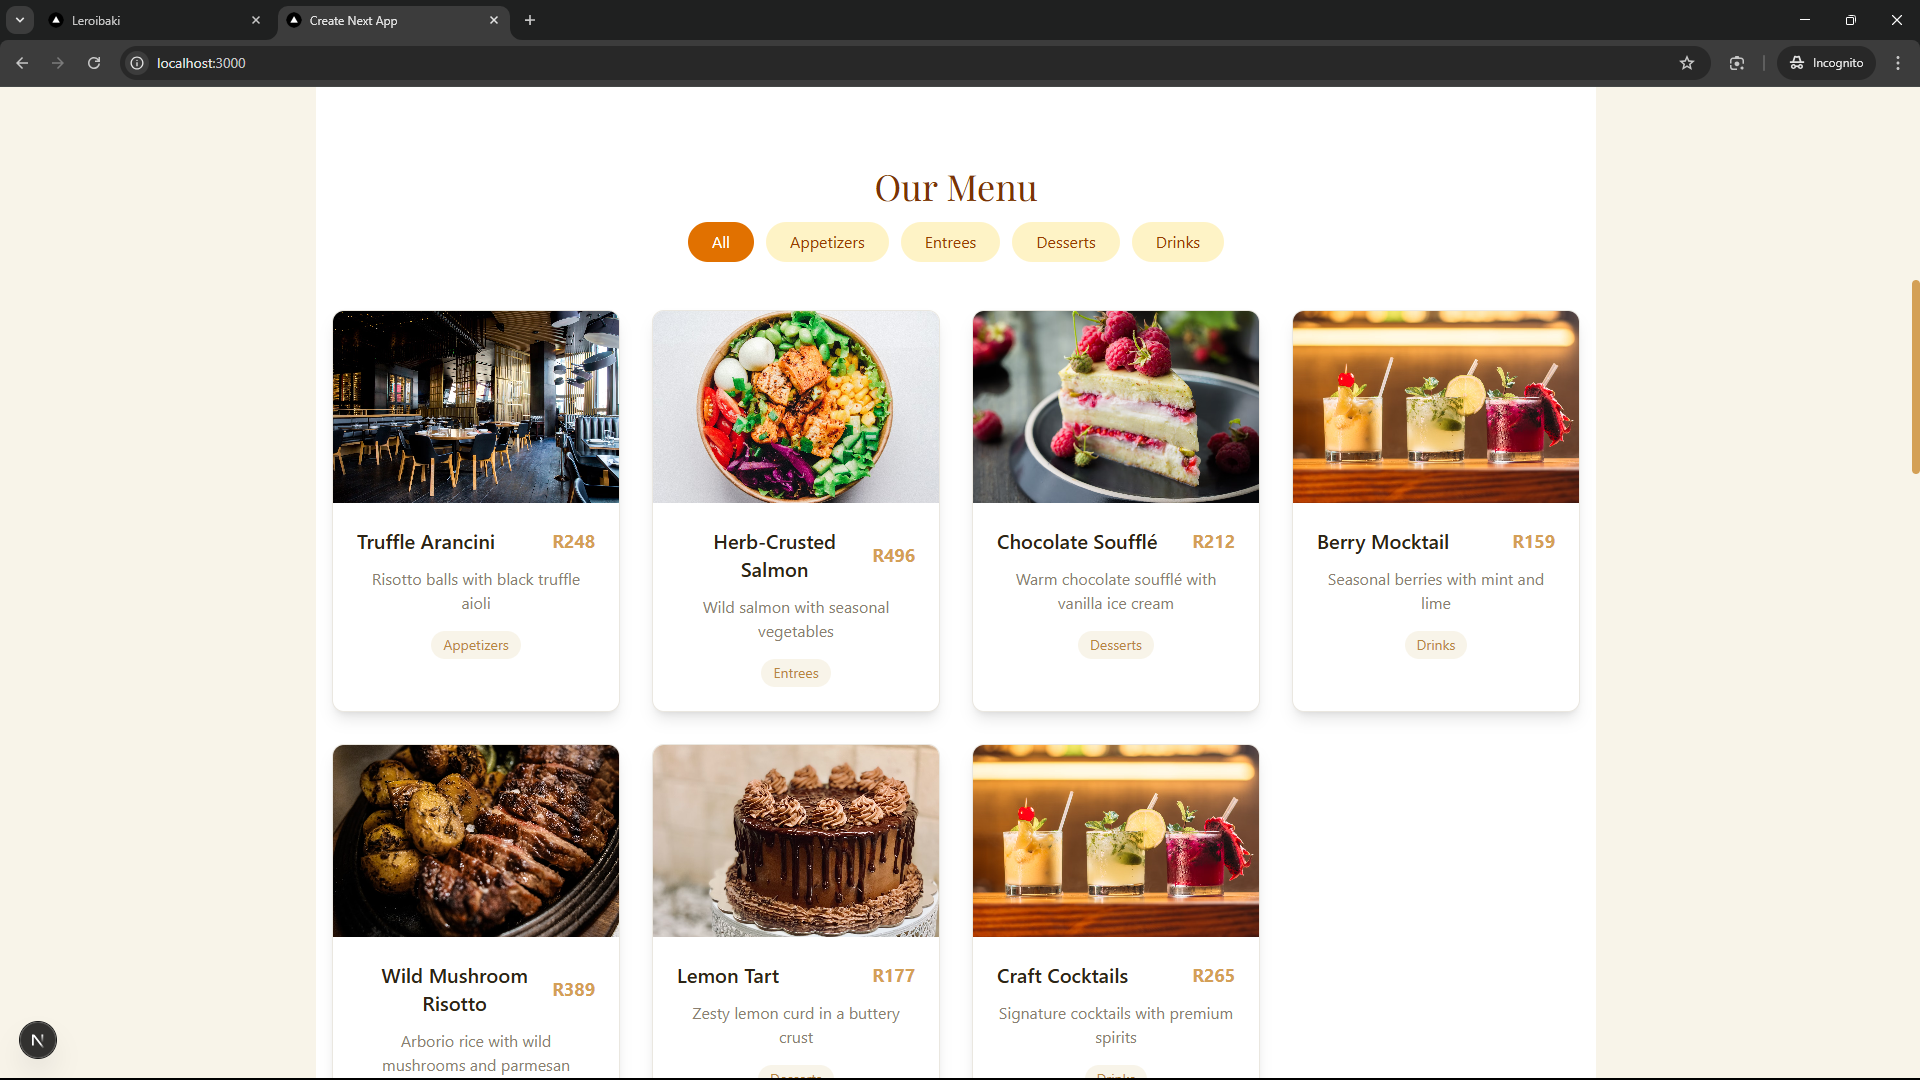 Leroibaki
Create Next App
localhost:3000
Incognito
Our Menu
All
Appetizers
Entrees
Desserts
Drinks
Truffle Arancini
R248
Risotto balls with black truffle
aioli
Appetizers
Herb-Crusted
Salmon
R496
Wild salmon with seasonal
vegetables
Entrees
Chocolate Soufflé
R212
Warm chocolate soufflé with
vanilla ice cream
Desserts
Berry Mocktail
R159
Seasonal berries with mint and
lime
Drinks
Wild Mushroom
Risotto
R389
Arborio rice with wild
mushrooms and parmesan
Lemon Tart
R177
Zesty lemon curd in a buttery
crust
Desserts
Craft Cocktails
R265
Signature cocktails with premium
spirits
Drinks
N